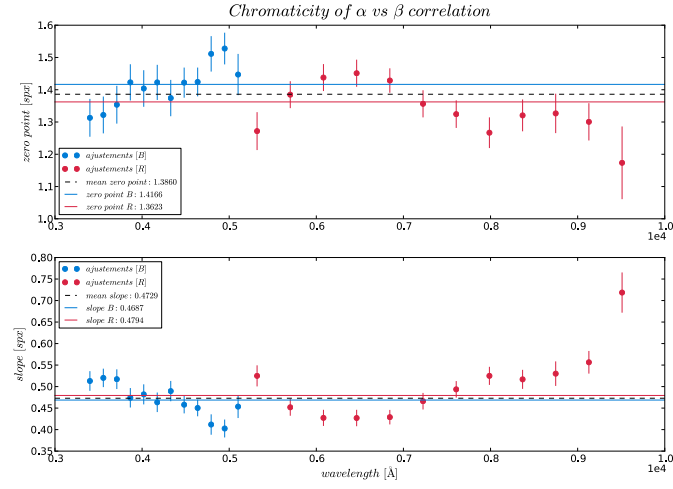 Chromaticity of α vs β correlation
1.6
1.5
1.4
1.3
1.2
1.1
1.0
zero point [spx]
ajustements [B]
ajustements [R]
mean zero point : 1.3860
zero point B : 1.4166
zero point R : 1.3623
0.3 0.4 0.5 0.6 0.7 0.8 0.9 1.0
1e4
0.80
0.75
0.70
0.65
0.60
0.55
0.50
0.45
0.40
0.35
slope [spx]
ajustements [B]
ajustements [R]
mean slope : 0.4729
slope B : 0.4687
slope R : 0.4794
0.3 0.4 0.5 0.6 0.7 0.8 0.9 1.0
1e4
wavelength [Å]